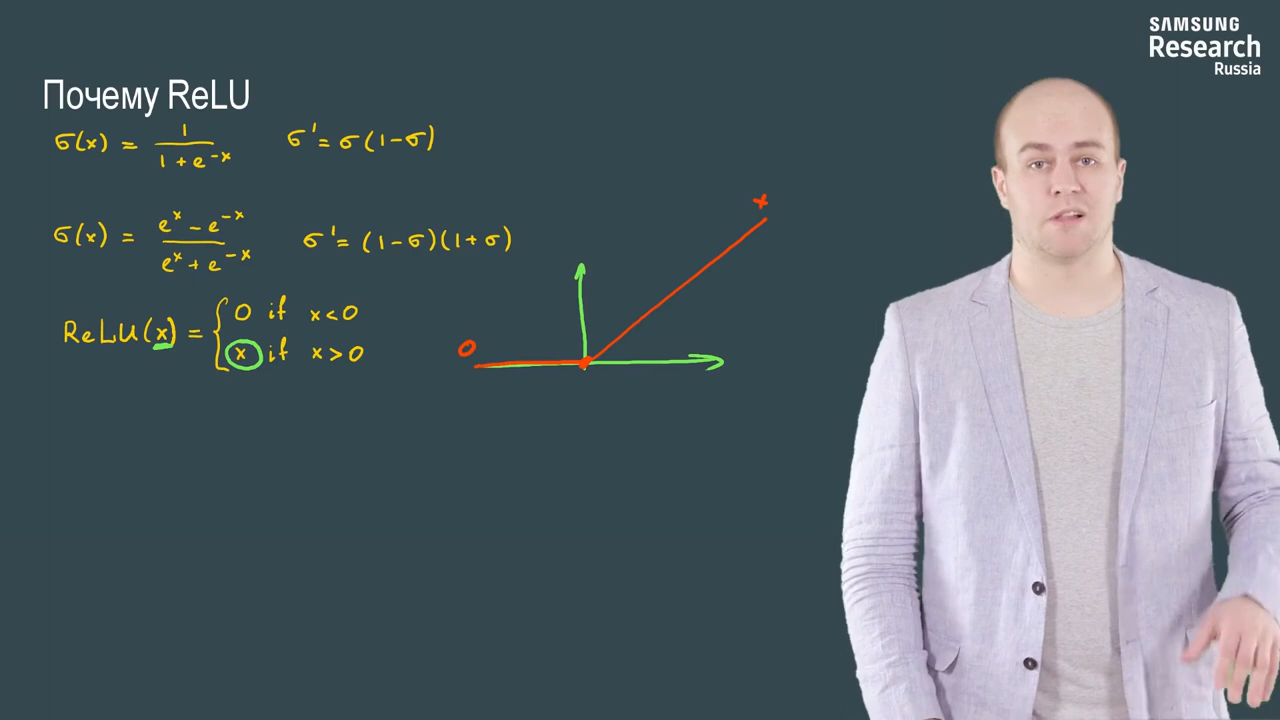 SAMSUNG
Research
Russia
Почему ReLU
σ(x) = 1 / (1 + e^-x)    σ' = σ(1-σ)
σ(x) = (e^x - e^-x) / (e^x + e^-x)    σ' = (1-σ)(1+σ)
ReLU(x) = { 0 if x<0
x if x>0
0
x